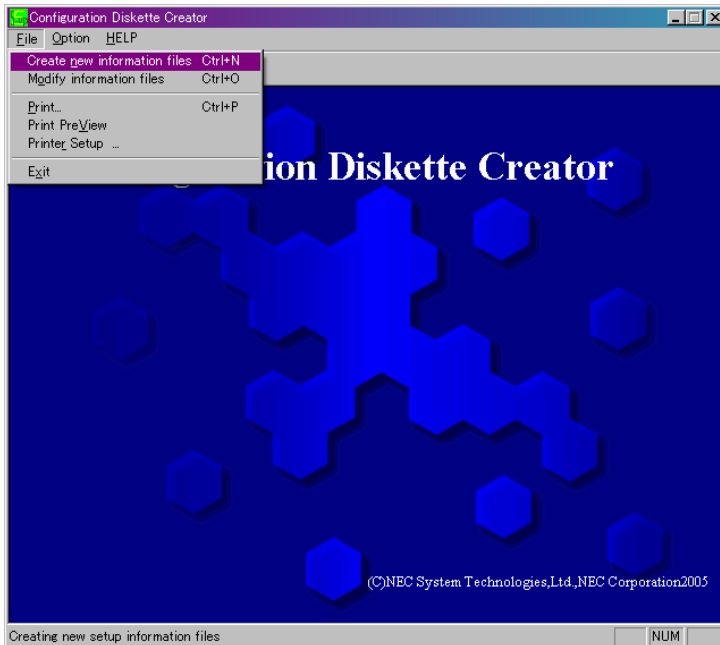 Configuration Diskette Creator
File Option HELP
Create new information files Ctrl+N
Modify information files Ctrl+O
Print... Ctrl+P
Print PreView
Printer Setup ...
Exit
ion Diskette Creator
(C)NEC System Technologies,Ltd.,NEC Corporation2005
Creating new setup information files
NUM